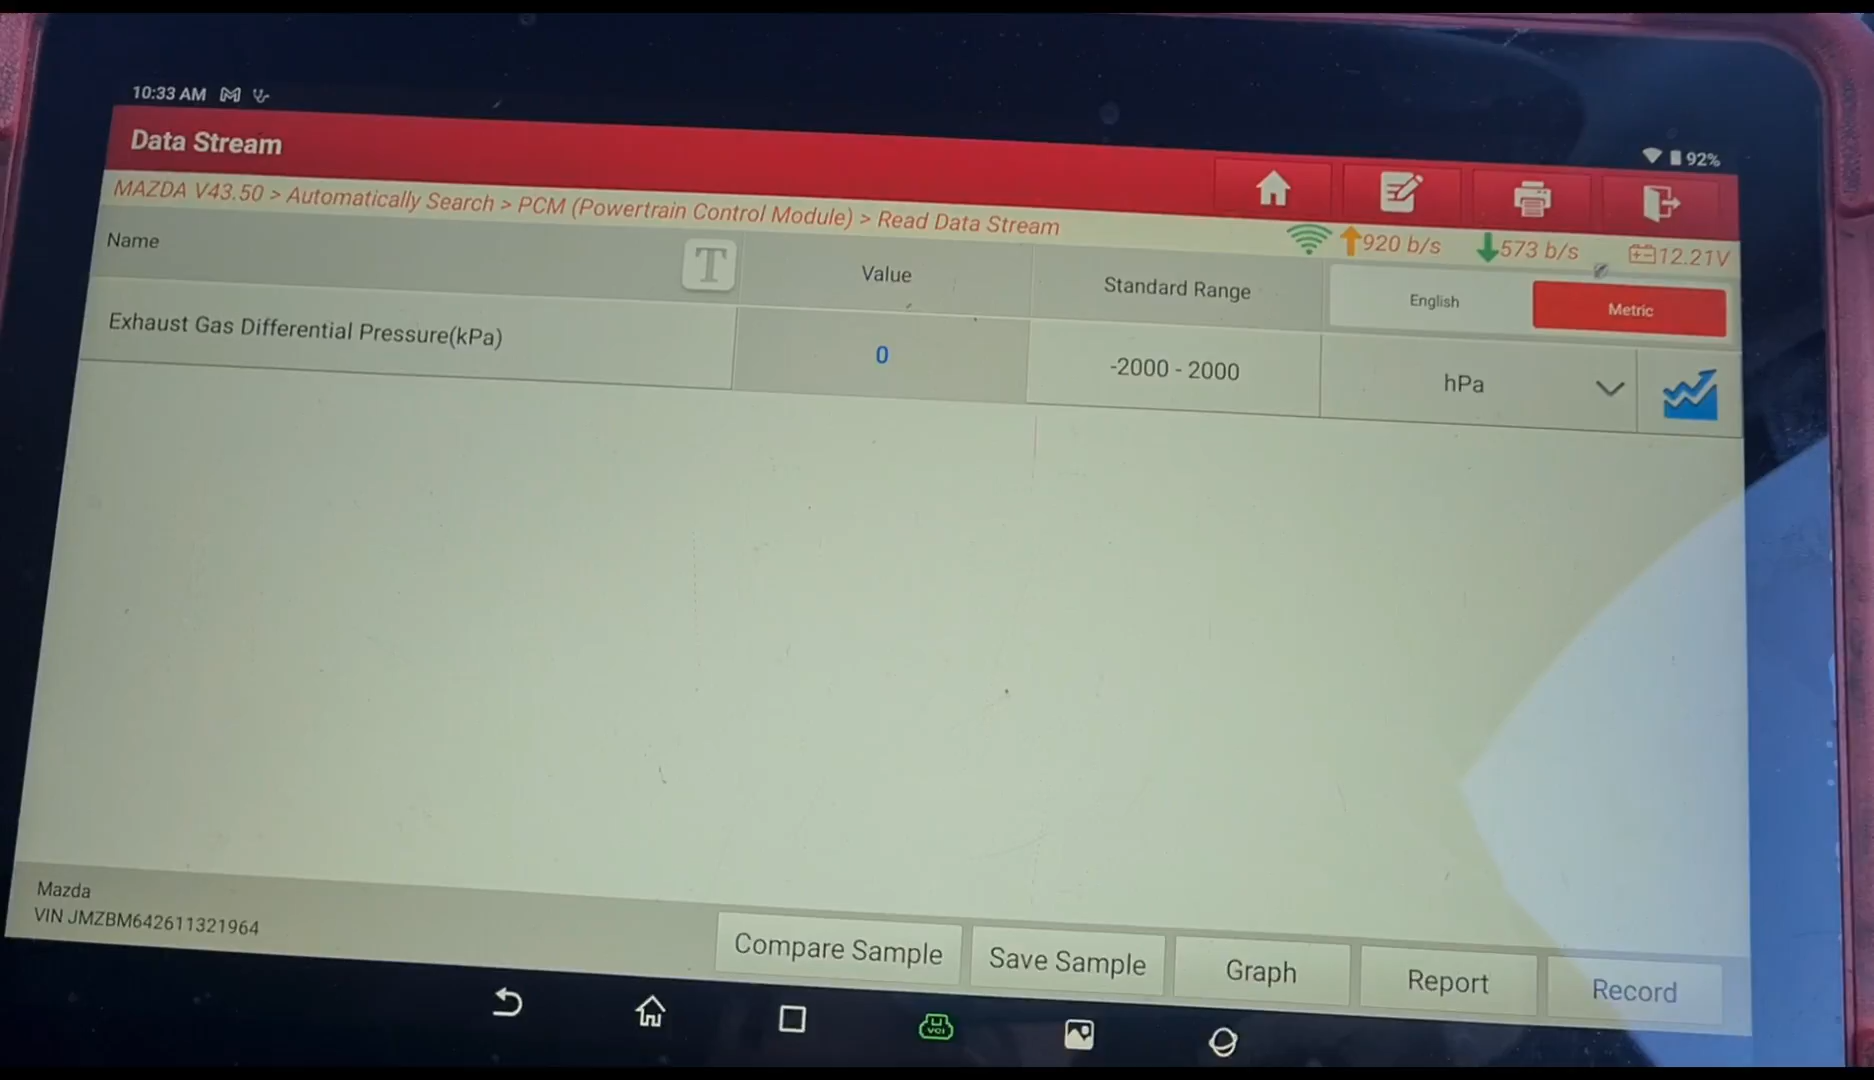 10:33 AM
92%
Data Stream
MAZDA V43.50 > Automatically Search > PCM (Powertrain Control Module) > Read Data Stream
920 b/s 573 b/s 12.21V
Name T Value Standard Range English Metric
Exhaust Gas Differential Pressure(kPa) 0 -2000 - 2000 hPa
Mazda
VIN JMZBM642611321964
Compare Sample Save Sample Graph Report Record
VCI